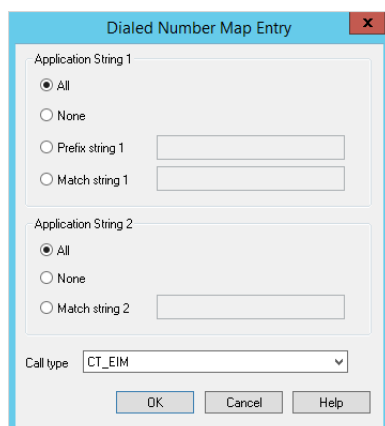 Dialed Number Map Entry
x
Application String 1
All
None
Prefix string 1
Match string 1
Application String 2
All
None
Match string 2
Call type CT_EIM
OK Cancel Help